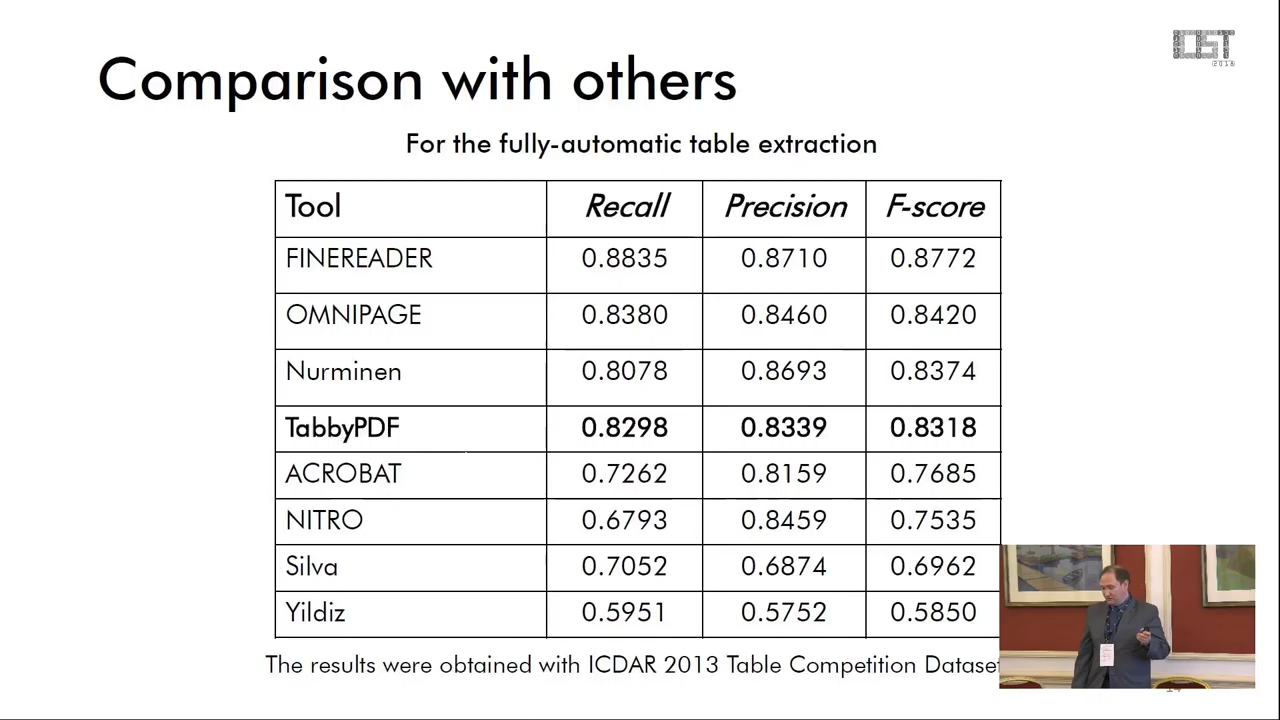 Comparison with others
For the fully-automatic table extraction
Tool Recall Precision F-score
FINEREADER 0.8835 0.8710 0.8772
OMNIPAGE 0.8380 0.8460 0.8420
Nurminen 0.8078 0.8693 0.8374
TabbyPDF 0.8298 0.8339 0.8318
ACROBAT 0.7262 0.8159 0.7685
NITRO 0.6793 0.8459 0.7535
Silva 0.7052 0.6874 0.6962
Yildiz 0.5951 0.5752 0.5850
The results were obtained with ICDAR 2013 Table Competition Dataset